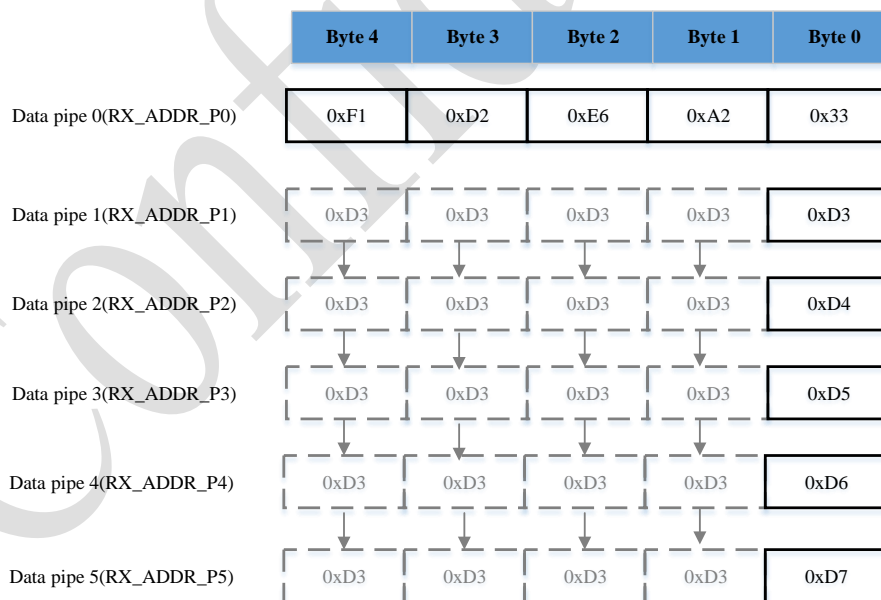 Byte 4 Byte 3 Byte 2 Byte 1 Byte 0
Data pipe 0(RX_ADDR_P0) 0xF1 0xD2 0xE6 0xA2 0x33
Data pipe 1(RX_ADDR_P1) 0xD3 0xD3 0xD3 0xD3 0xD3
Data pipe 2(RX_ADDR_P2) 0xD3 0xD3 0xD3 0xD3 0xD4
Data pipe 3(RX_ADDR_P3) 0xD3 0xD3 0xD3 0xD3 0xD5
Data pipe 4(RX_ADDR_P4) 0xD3 0xD3 0xD3 0xD3 0xD6
Data pipe 5(RX_ADDR_P5) 0xD3 0xD3 0xD3 0xD3 0xD7